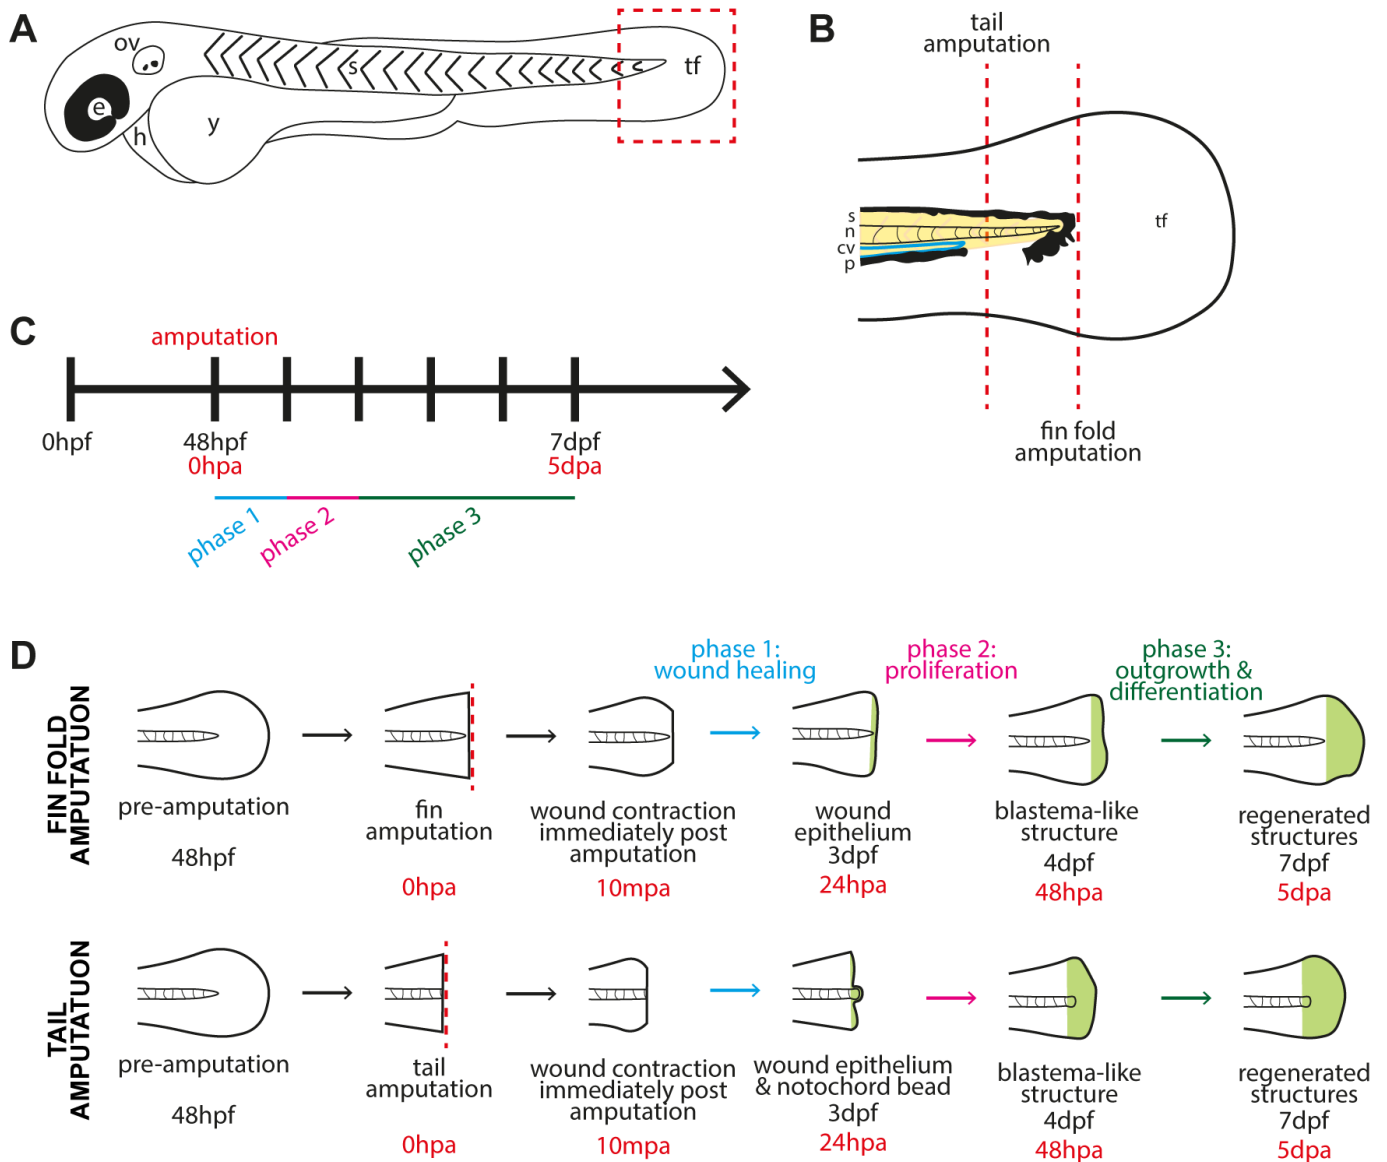 A
ov
e
h
y
s
tf
B
tail
amputation
s
n
cv
p
tf
fin fold
amputation
C
amputation
0hpf
48hpf
7dpf
0hpa
5dpa
phase 1
phase 2
phase 3
D
phase 1:
wound healing
phase 2:
proliferation
phase 3:
outgrowth &
differentiation
FIN FOLD
AMPUTATUON
pre-amputation
48hpf
fin
amputation
0hpa
wound contraction
immediately post
amputation
10mpa
wound
epithelium
3dpf
24hpa
blastema-like
structure
4dpf
48hpa
regenerated
structures
7dpf
5dpa
TAIL
AMPUTATUON
pre-amputation
48hpf
tail
amputation
0hpa
wound contraction
immediately post
amputation
10mpa
wound epithelium
& notochord bead
3dpf
24hpa
blastema-like
structure
4dpf
48hpa
regenerated
structures
7dpf
5dpa